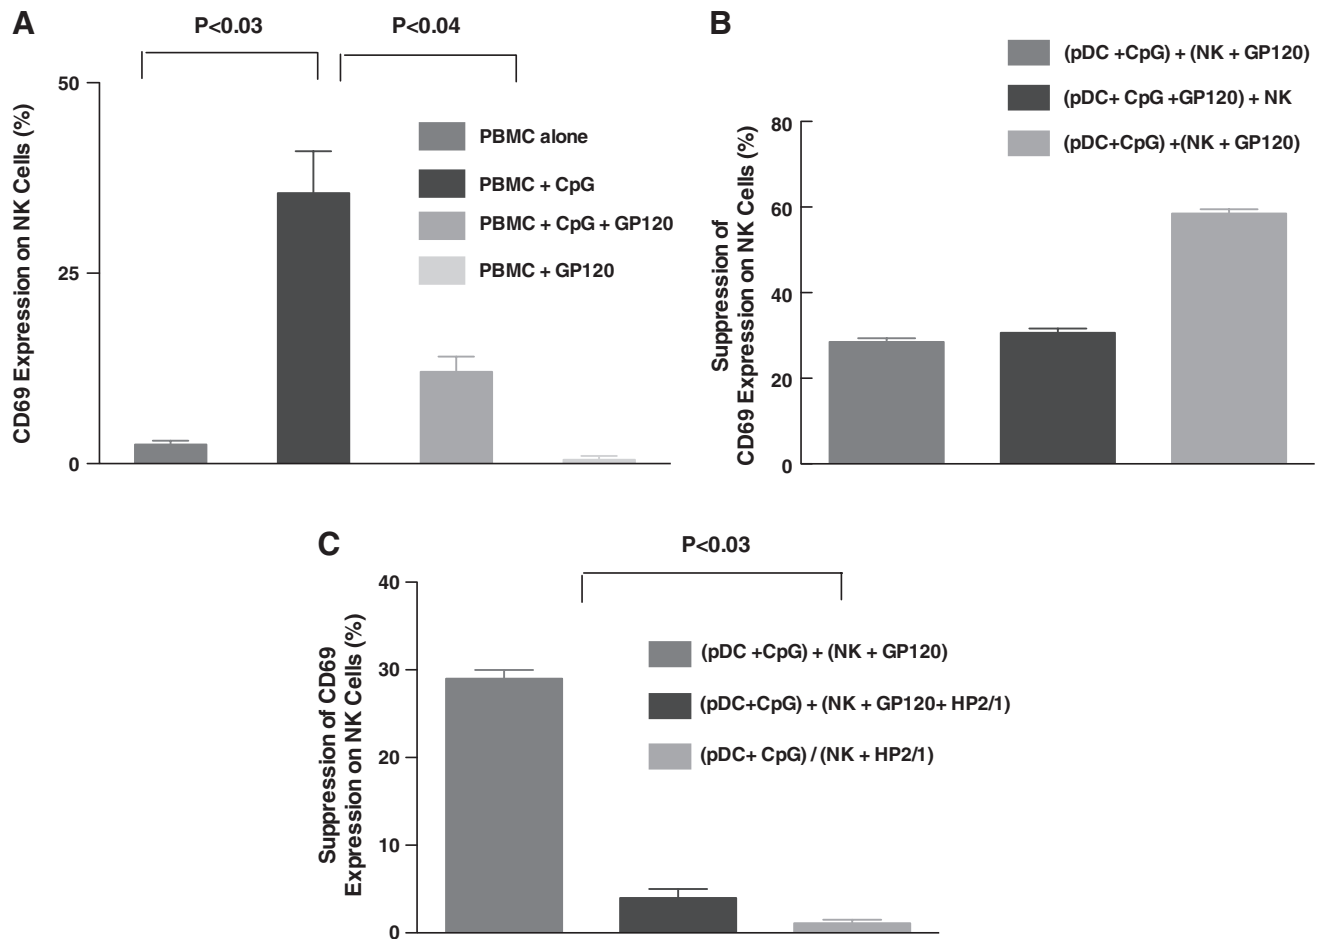 A
P<0.03
P<0.04
50
25
0
CD69 Expression on NK Cells (%)
PBMC alone
PBMC + CpG
PBMC + CpG + GP120
PBMC + GP120
B
(pDC +CpG) + (NK + GP120)
(pDC+ CpG +GP120) + NK
(pDC+CpG) +(NK + GP120)
80
60
40
20
0
Suppression of
CD69 Expression on NK Cells (%)
C
P<0.03
40
30
20
10
0
Suppression of CD69
Expression on NK Cells (%)
(pDC +CpG) + (NK + GP120)
(pDC+CpG) + (NK + GP120+ HP2/1)
(pDC+ CpG) / (NK + HP2/1)